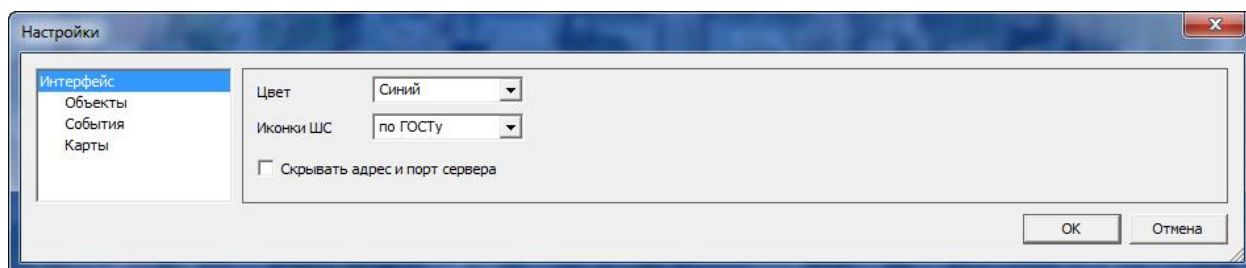 Настройки
Интерфейс
Объекты
События
Карты
Цвет
Синий
Иконки ШС
по ГОСТу
Скрывать адрес и порт сервера
OK
Отмена